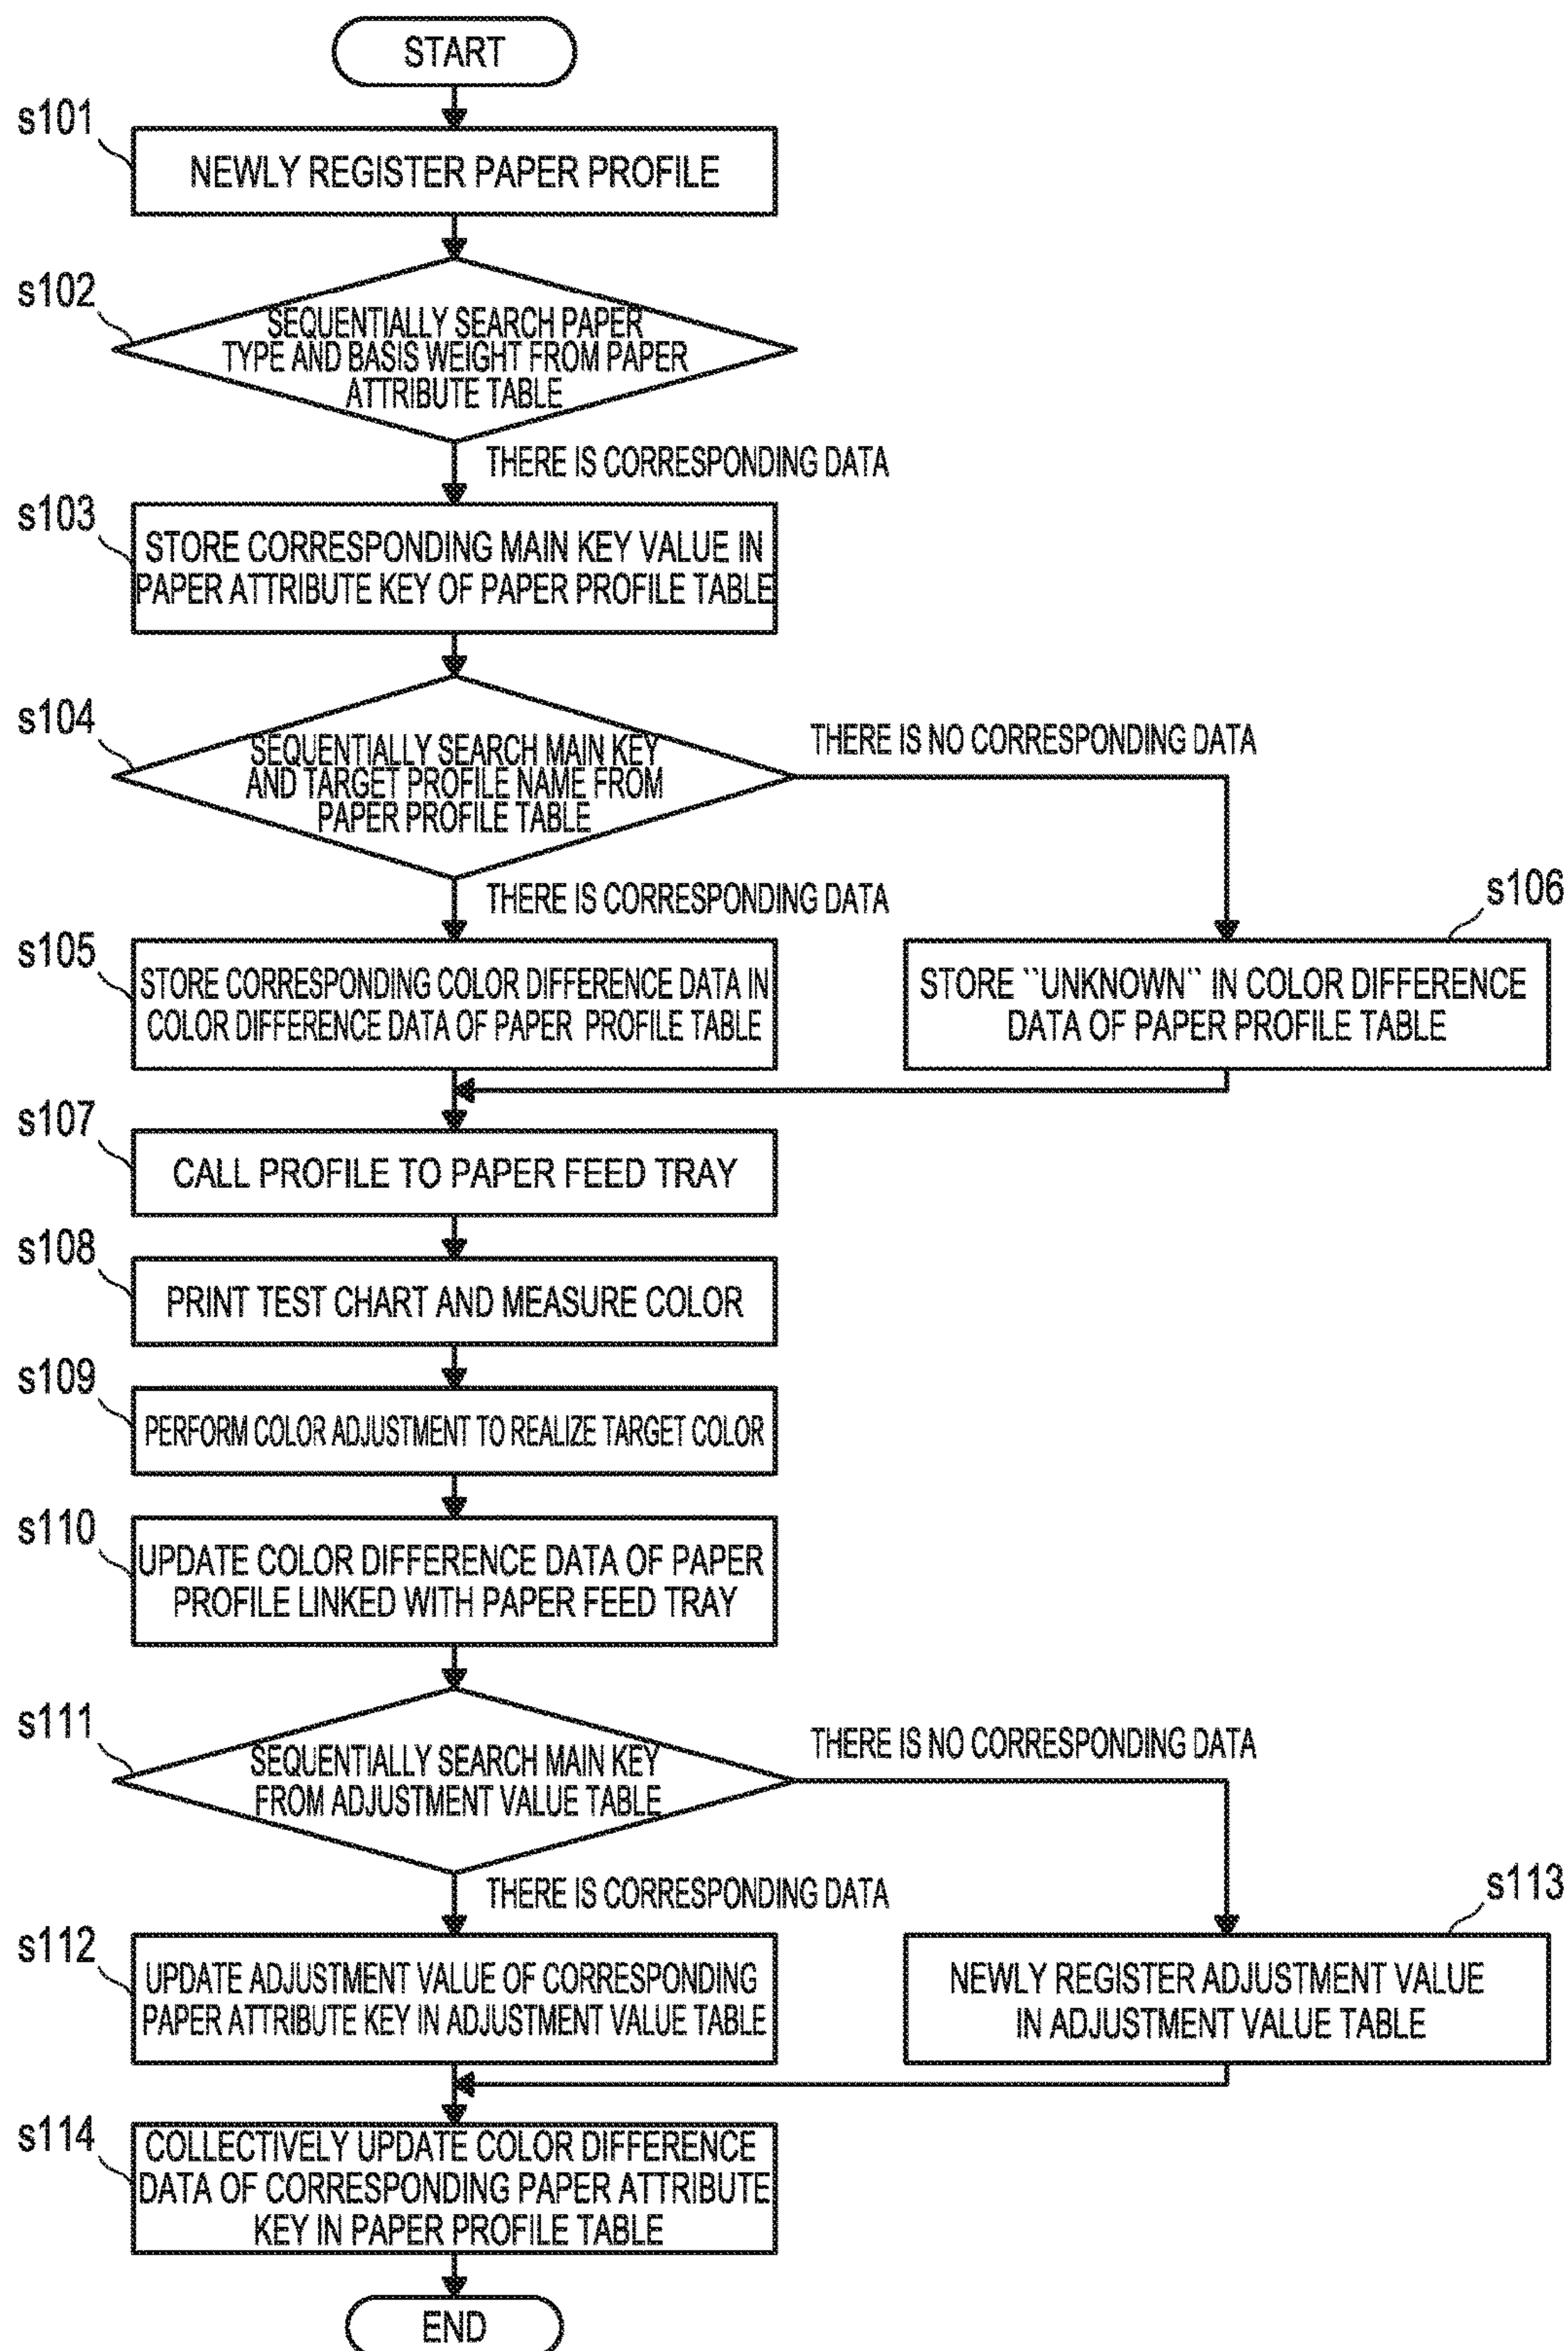 START
s101
NEWLY REGISTER PAPER PROFILE
s102
SEQUENTIALLY SEARCH PAPER
TYPE AND BASIS WEIGHT FROM PAPER
ATTRIBUTE TABLE
THERE IS CORRESPONDING DATA
s103
STORE CORRESPONDING MAIN KEY VALUE IN
PAPER ATTRIBUTE KEY OF PAPER PROFILE TABLE
s104
SEQUENTIALLY SEARCH MAIN KEY
AND TARGET PROFILE NAME FROM
PAPER PROFILE TABLE
THERE IS NO CORRESPONDING DATA
THERE IS CORRESPONDING DATA
s105
STORE CORRESPONDING COLOR DIFFERENCE DATA IN
COLOR DIFFERENCE DATA OF PAPER PROFILE TABLE
s106
STORE "UNKNOWN" IN COLOR DIFFERENCE
DATA OF PAPER PROFILE TABLE
s107
CALL PROFILE TO PAPER FEED TRAY
s108
PRINT TEST CHART AND MEASURE COLOR
s109
PERFORM COLOR ADJUSTMENT TO REALIZE TARGET COLOR
s110
UPDATE COLOR DIFFERENCE DATA OF PAPER
PROFILE LINKED WITH PAPER FEED TRAY
s111
SEQUENTIALLY SEARCH MAIN KEY
FROM ADJUSTMENT VALUE TABLE
THERE IS NO CORRESPONDING DATA
THERE IS CORRESPONDING DATA
s112
UPDATE ADJUSTMENT VALUE OF CORRESPONDING
PAPER ATTRIBUTE KEY IN ADJUSTMENT VALUE TABLE
s113
NEWLY REGISTER ADJUSTMENT VALUE
IN ADJUSTMENT VALUE TABLE
s114
COLLECTIVELY UPDATE COLOR DIFFERENCE
DATA OF CORRESPONDING PAPER ATTRIBUTE
KEY IN PAPER PROFILE TABLE
END